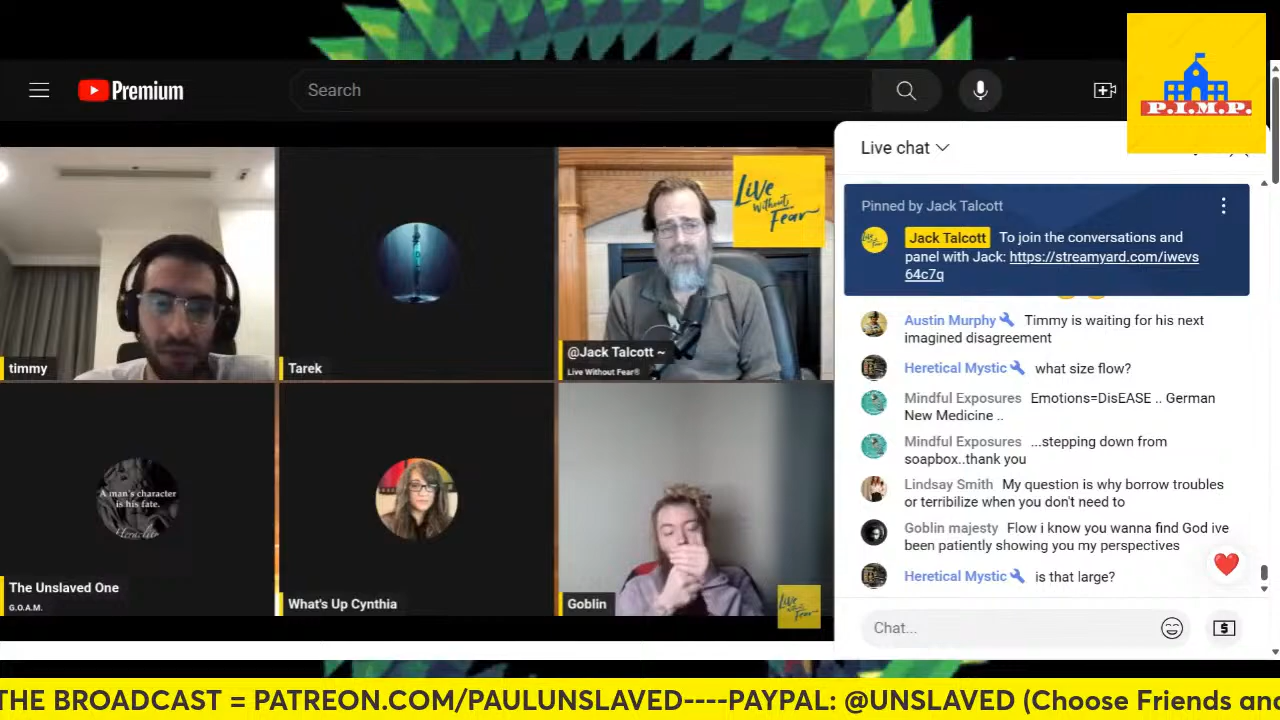 Premium
Search
P.I.M.P.
Live chat
Pinned by Jack Talcott
Jack Talcott To join the conversations and
panel with Jack: https://streamyard.com/iwevs
64c7q
Austin Murphy Timmy is waiting for his next
imagined disagreement
Heretical Mystic what size flow?
Mindful Exposures Emotions=DisEASE .. German
New Medicine ..
Mindful Exposures ...stepping down from
soapbox..thank you
Lindsay Smith My question is why borrow troubles
or terribilize when you don't need to
Goblin majesty Flow i know you wanna find God ive
been patiently showing you my perspectives
Heretical Mystic is that large?
Chat...
timmy
Tarek
Live
Without
Fear
@Jack Talcott ~
Live Without Fear®
A man's character
is his fate.
The Unslaved One
G.O.A.M.
What's Up Cynthia
Goblin
Live
Without
Fear
THE BROADCAST = PATREON.COM/PAULUNSLAVED----PAYPAL: @UNSLAVED (Choose Friends and